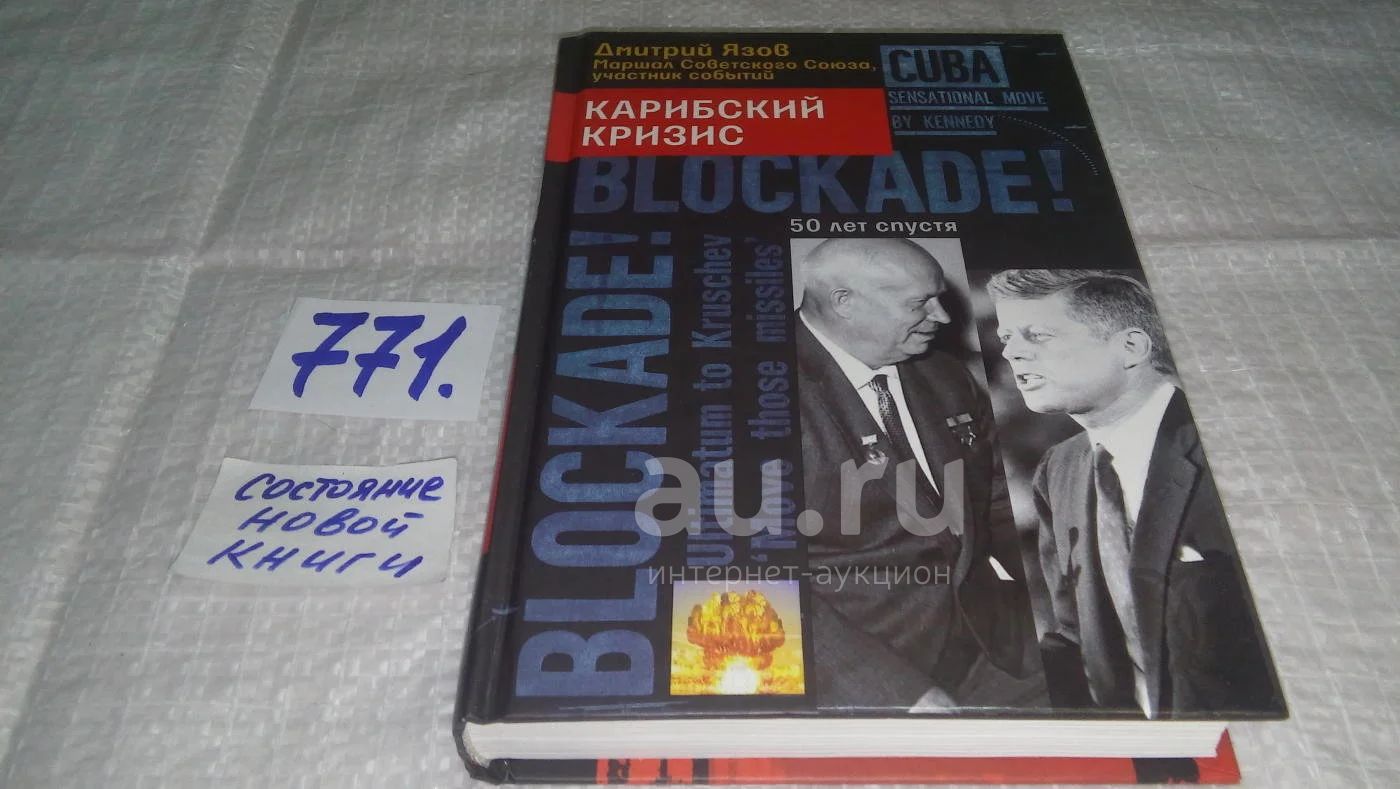 Дмитрий Язов
Маршал Советского Союза,
участник событий
КАРИБСКИЙ
КРИЗИС
CUBA
SENSATIONAL MOVE
BY KENNEDY
BLOCKADE!
50 лет спустя
BLOCKADE!
Ultimatum to Kruschev
'Move those missiles'
771.
состояние
новой
книги
au.ru
интернет-аукцион